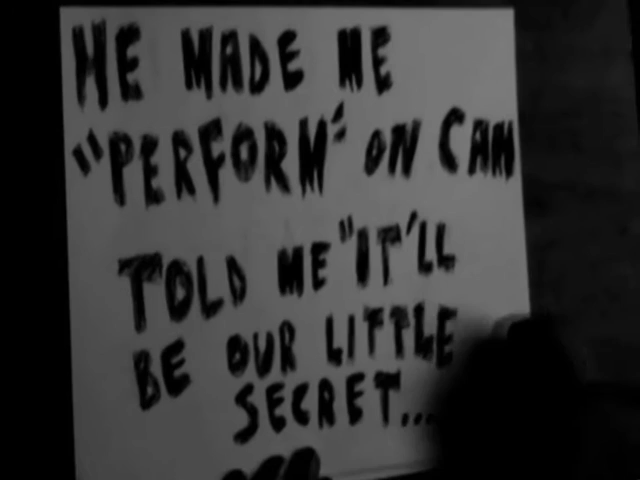 HE MADE ME
"PERFORM" ON CAM
TOLD ME "IT'LL
BE OUR LITTLE
SECRET...